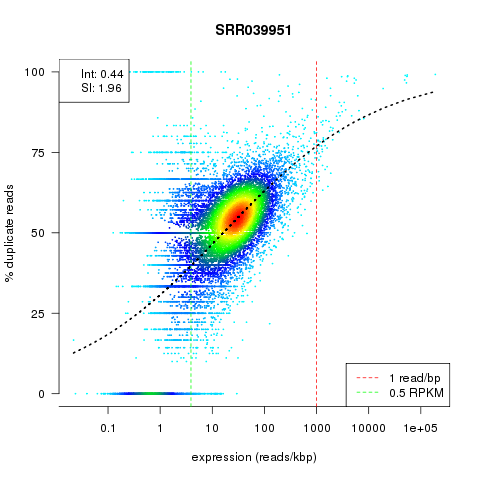 SRR039951
Int: 0.44
Sl: 1.96
% duplicate reads
100
75
50
25
0
1 read/bp
0.5 RPKM
0.1
1
10
100
1000
10000
1e+05
expression (reads/kbp)